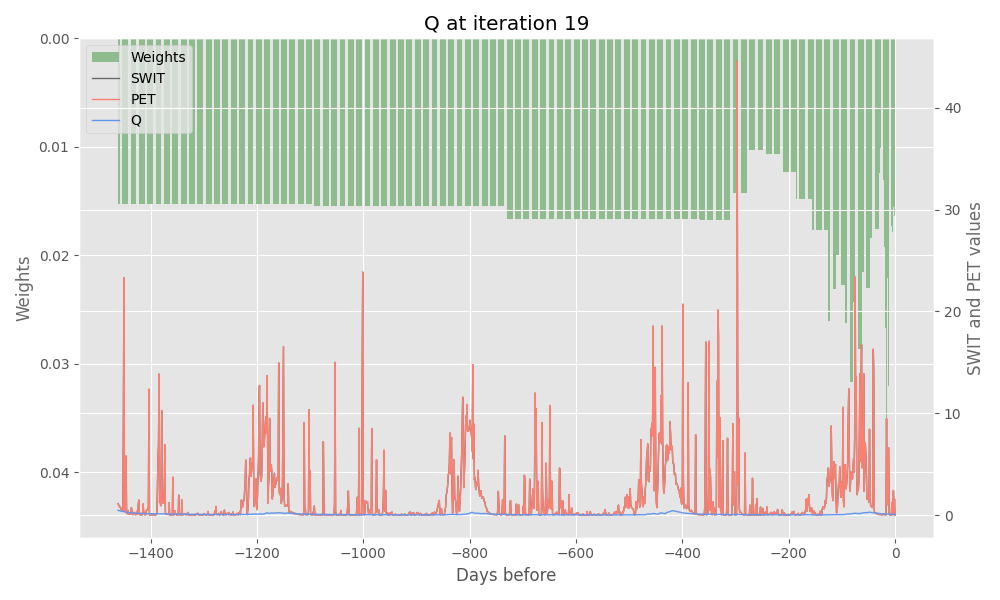 Q at iteration 19
Weights
SWIT
PET
Q
0.00
0.01
0.02
0.03
0.04
Weights
40
30
20
10
0
SWIT and PET values
−1400
−1200
−1000
−800
−600
−400
−200
0
Days before